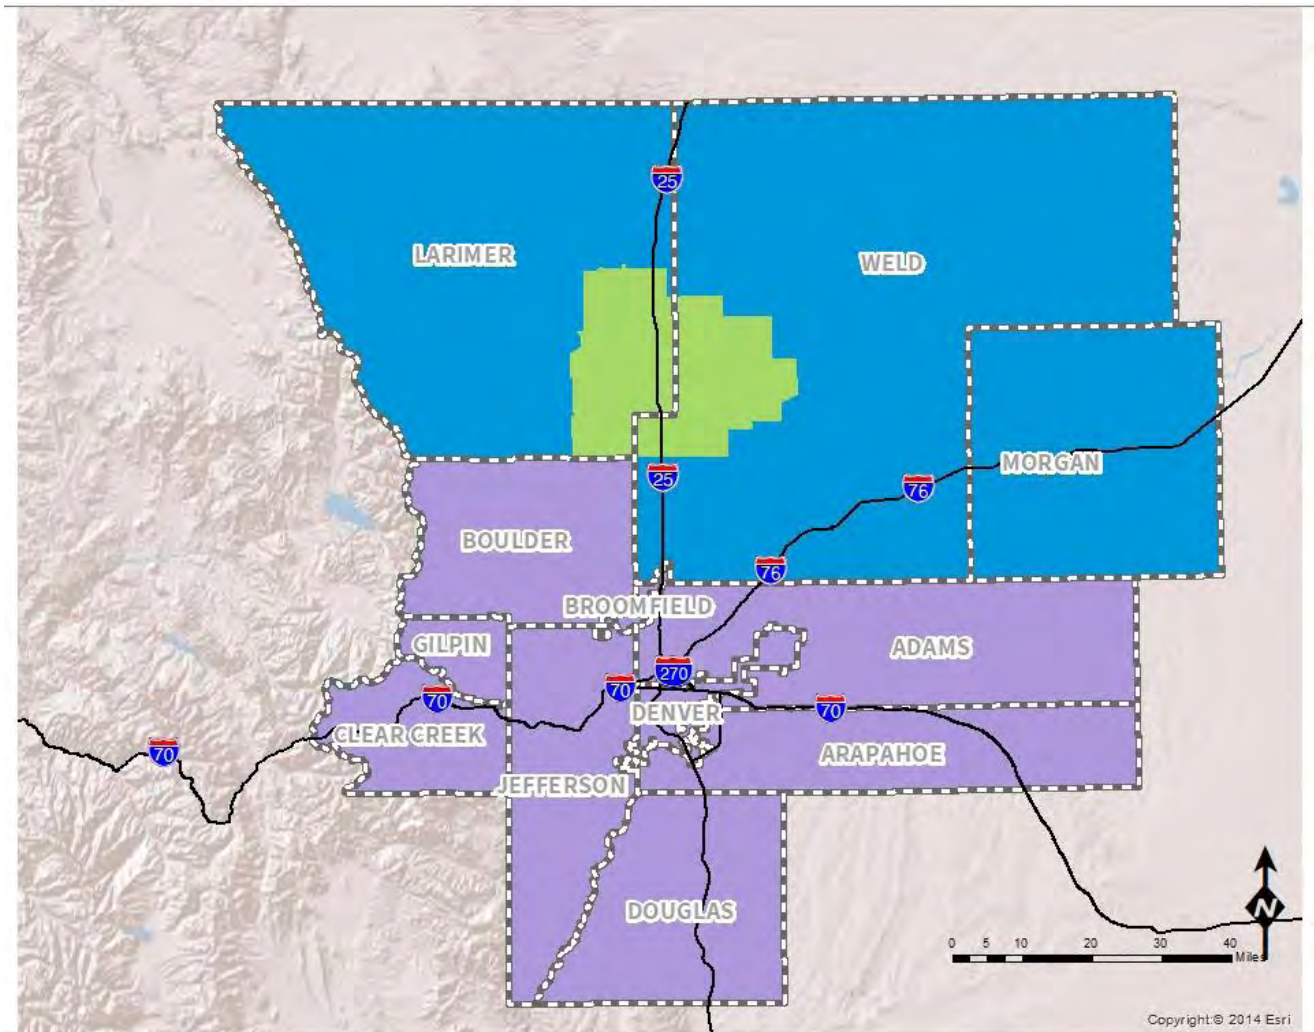 25
LARIMER
WELD
MORGAN
25
76
BOULDER
76
BROOMFIELD
GILPIN
ADAMS
270
70
70
DENVER
70
CLEAR CREEK
70
ARAPAHOE
JEFFERSON
DOUGLAS
N
0 5 10 20 30 40
Miles
Copyright:© 2014 Esri